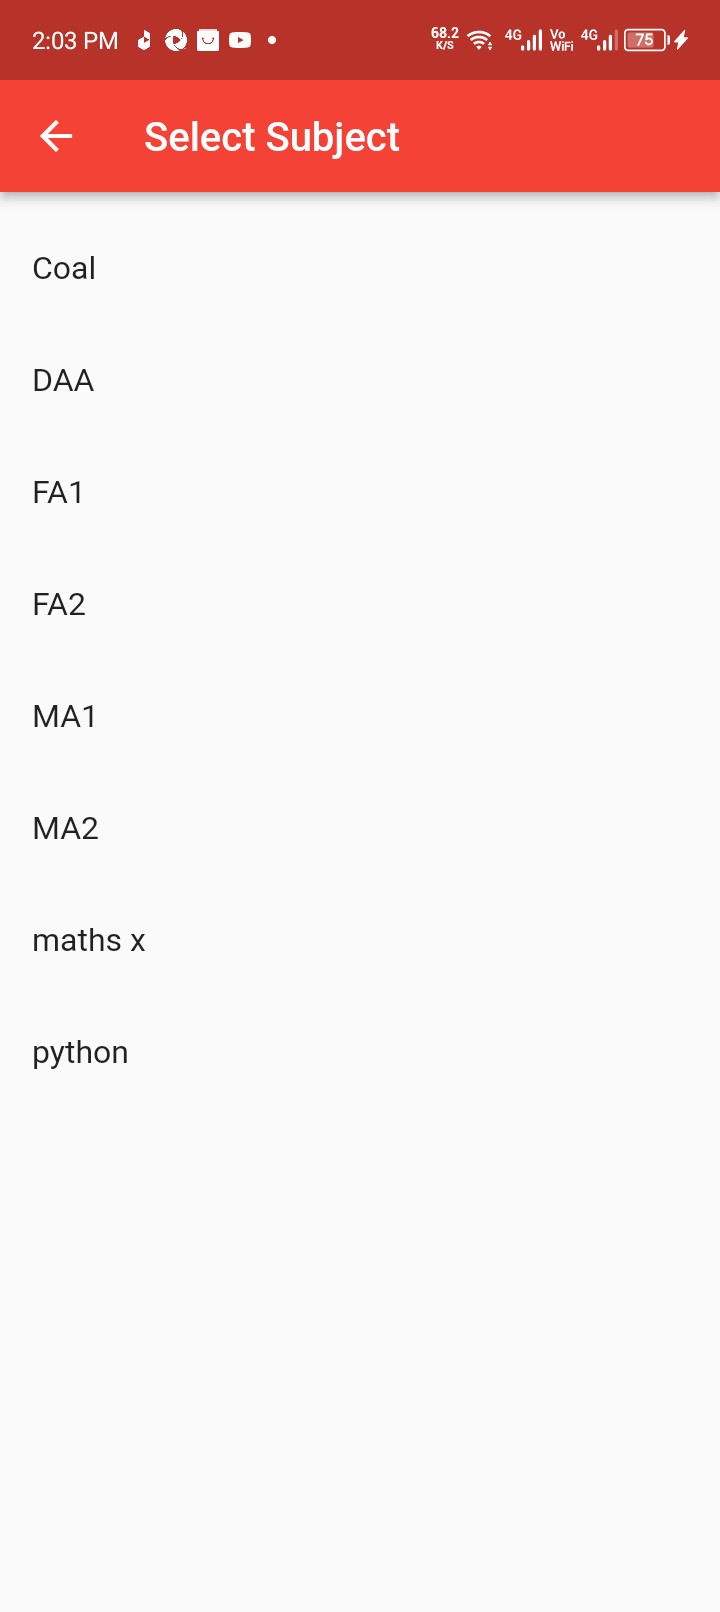 2:03 PM
68.2
K/S
4G
Vo
WiFi
4G
75
Select Subject
Coal
DAA
FA1
FA2
MA1
MA2
maths x
python